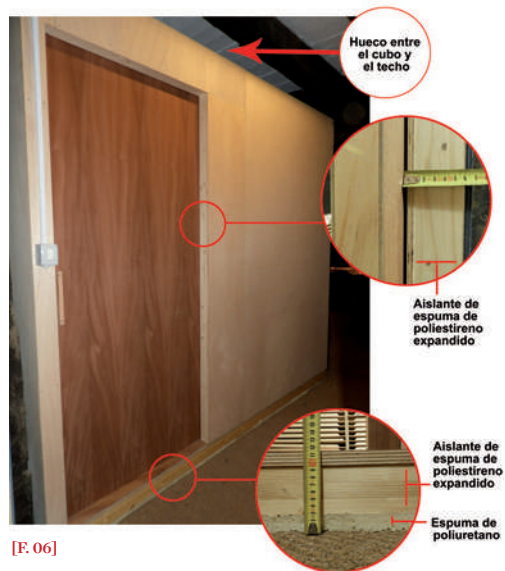 Hueco entre
el cubo y
el techo
Aislante de
espuma de
poliestireno
expandido
Aislante de
espuma de
poliestireno
expandido
Espuma de
poliuretano
[F. 06]